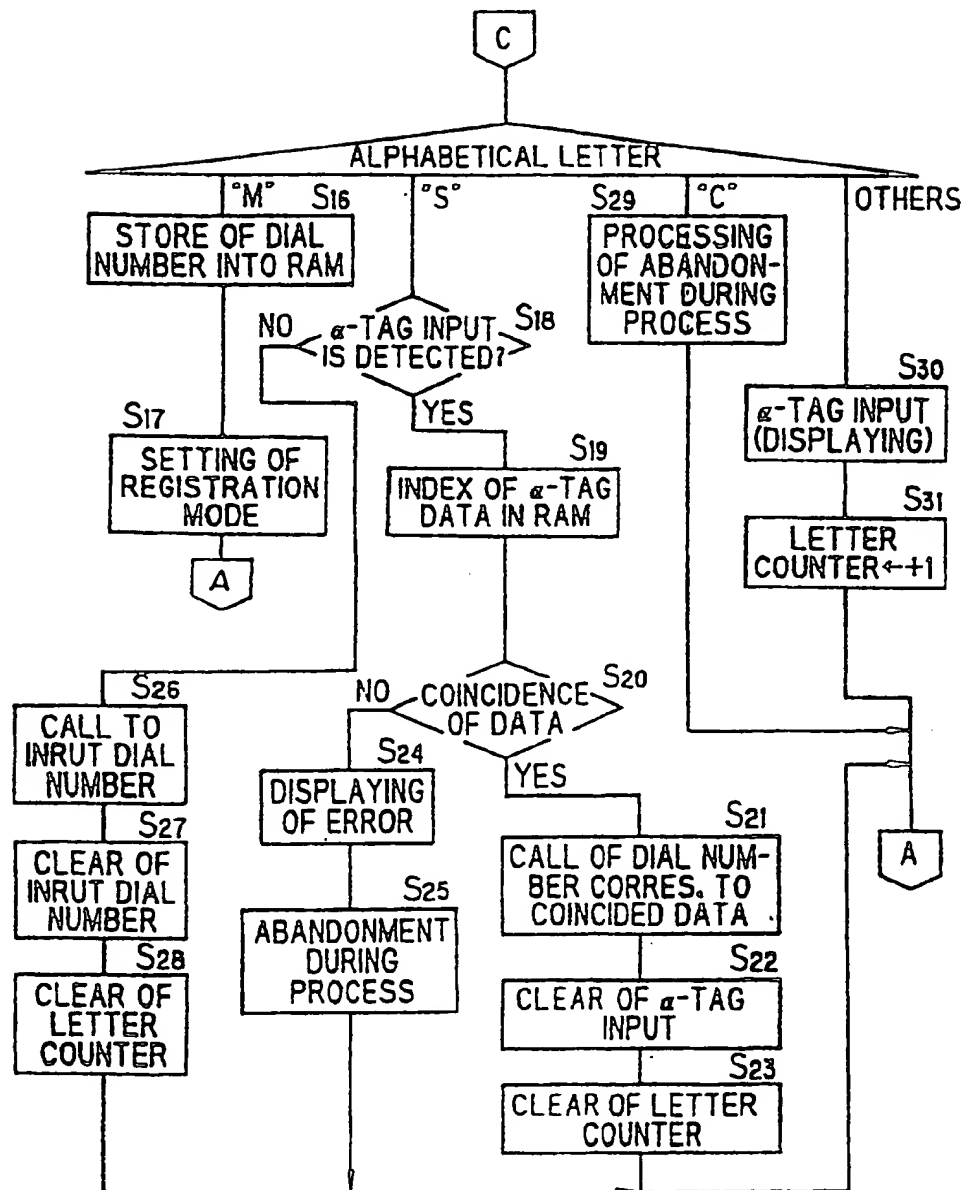 C
ALPHABETICAL LETTER
"M"
"S"
"C"
OTHERS
S16
STORE OF DIAL
NUMBER INTO RAM
S17
SETTING OF
REGISTRATION
MODE
A
S18
α-TAG INPUT
IS DETECTED?
NO
YES
S19
INDEX OF α-TAG
DATA IN RAM
S20
COINCIDENCE
OF DATA
NO
YES
S29
PROCESSING
OF ABANDON-
MENT DURING
PROCESS
S30
α-TAG INPUT
(DISPLAYING)
S31
LETTER
COUNTER←+1
A
S26
CALL TO
INRUT DIAL
NUMBER
S27
CLEAR OF
INRUT DIAL
NUMBER
S28
CLEAR OF
LETTER
COUNTER
S24
DISPLAYING
OF ERROR
S25
ABANDONMENT
DURING
PROCESS
S21
CALL OF DIAL NUM-
BER CORRES. TO
COINCIDED DATA
S22
CLEAR OF α-TAG
INPUT
S23
CLEAR OF LETTER
COUNTER